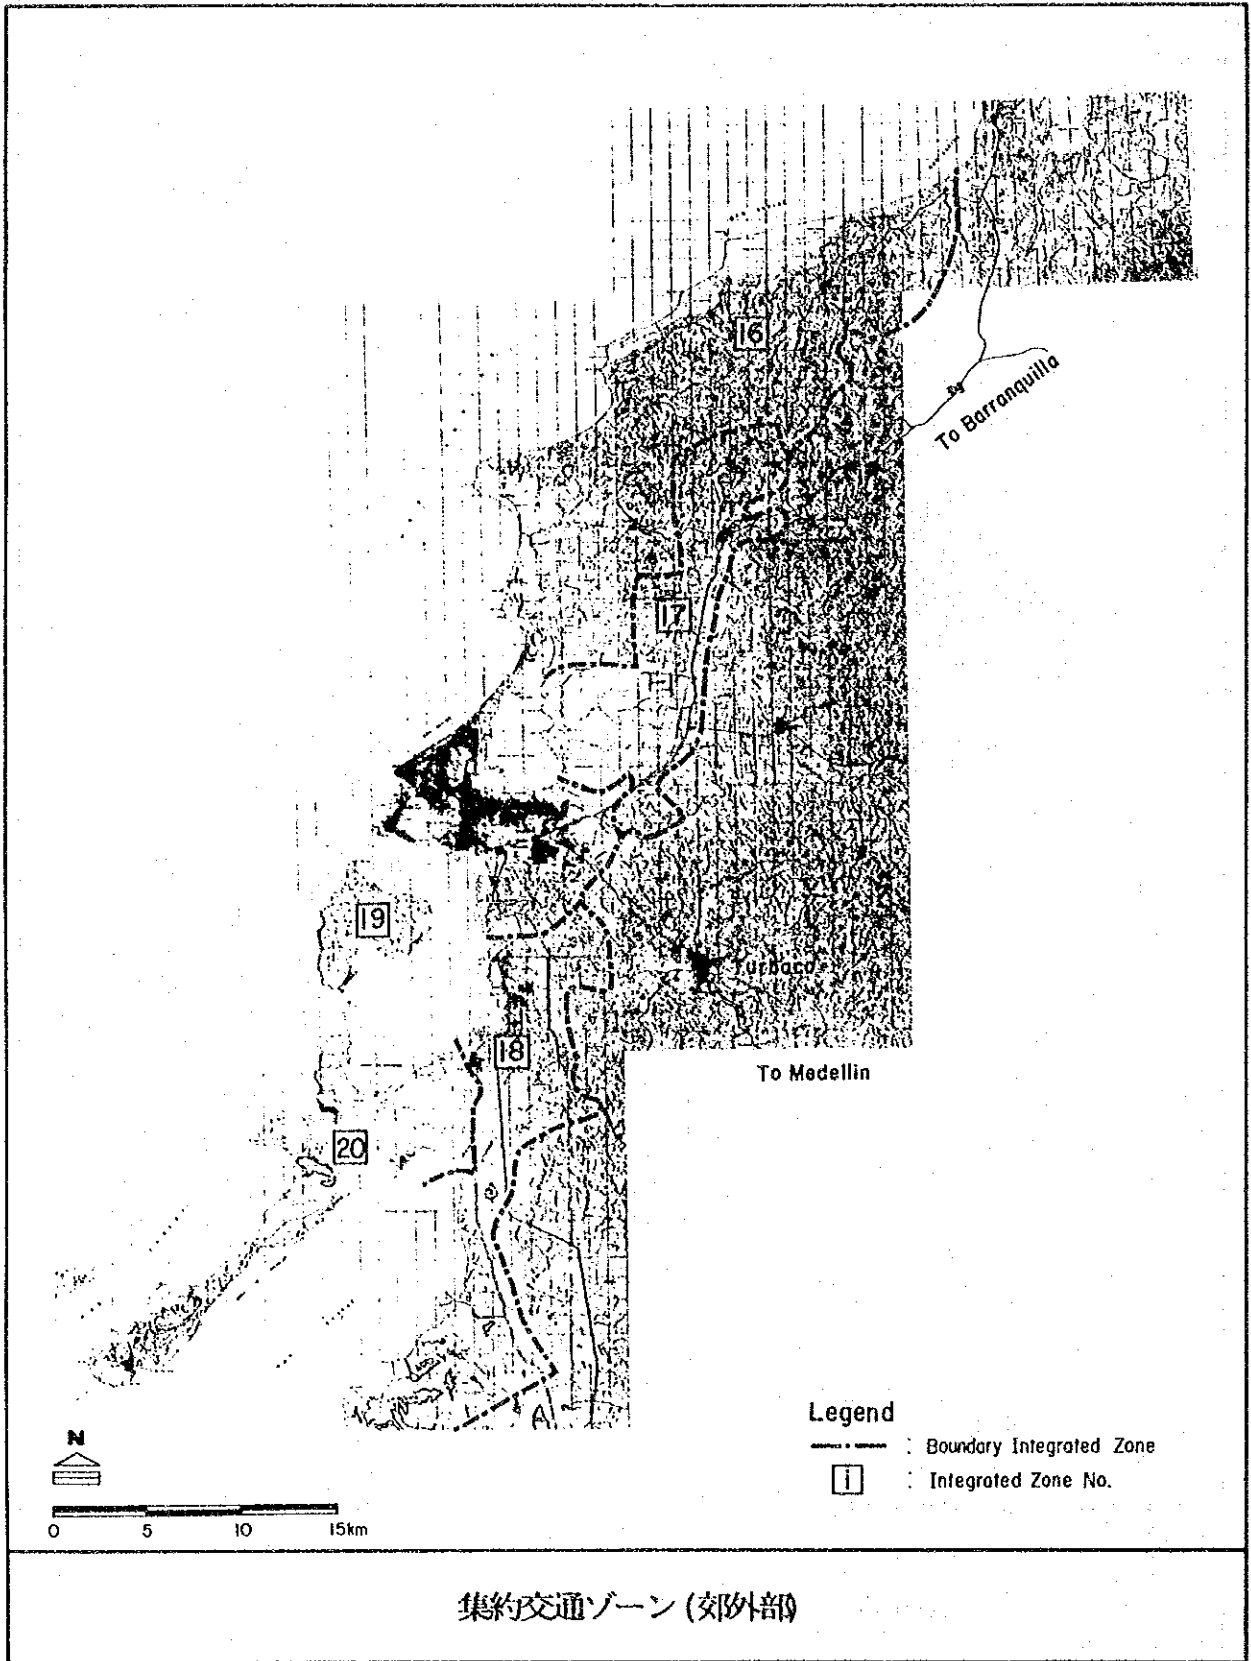 16
To Barranquilla
17
19
Turbaco
18
To Medellin
20
Legend
: Boundary Integrated Zone
i : Integrated Zone No.
N
0 5 10 15km
集約交通ゾーン (郊外部)